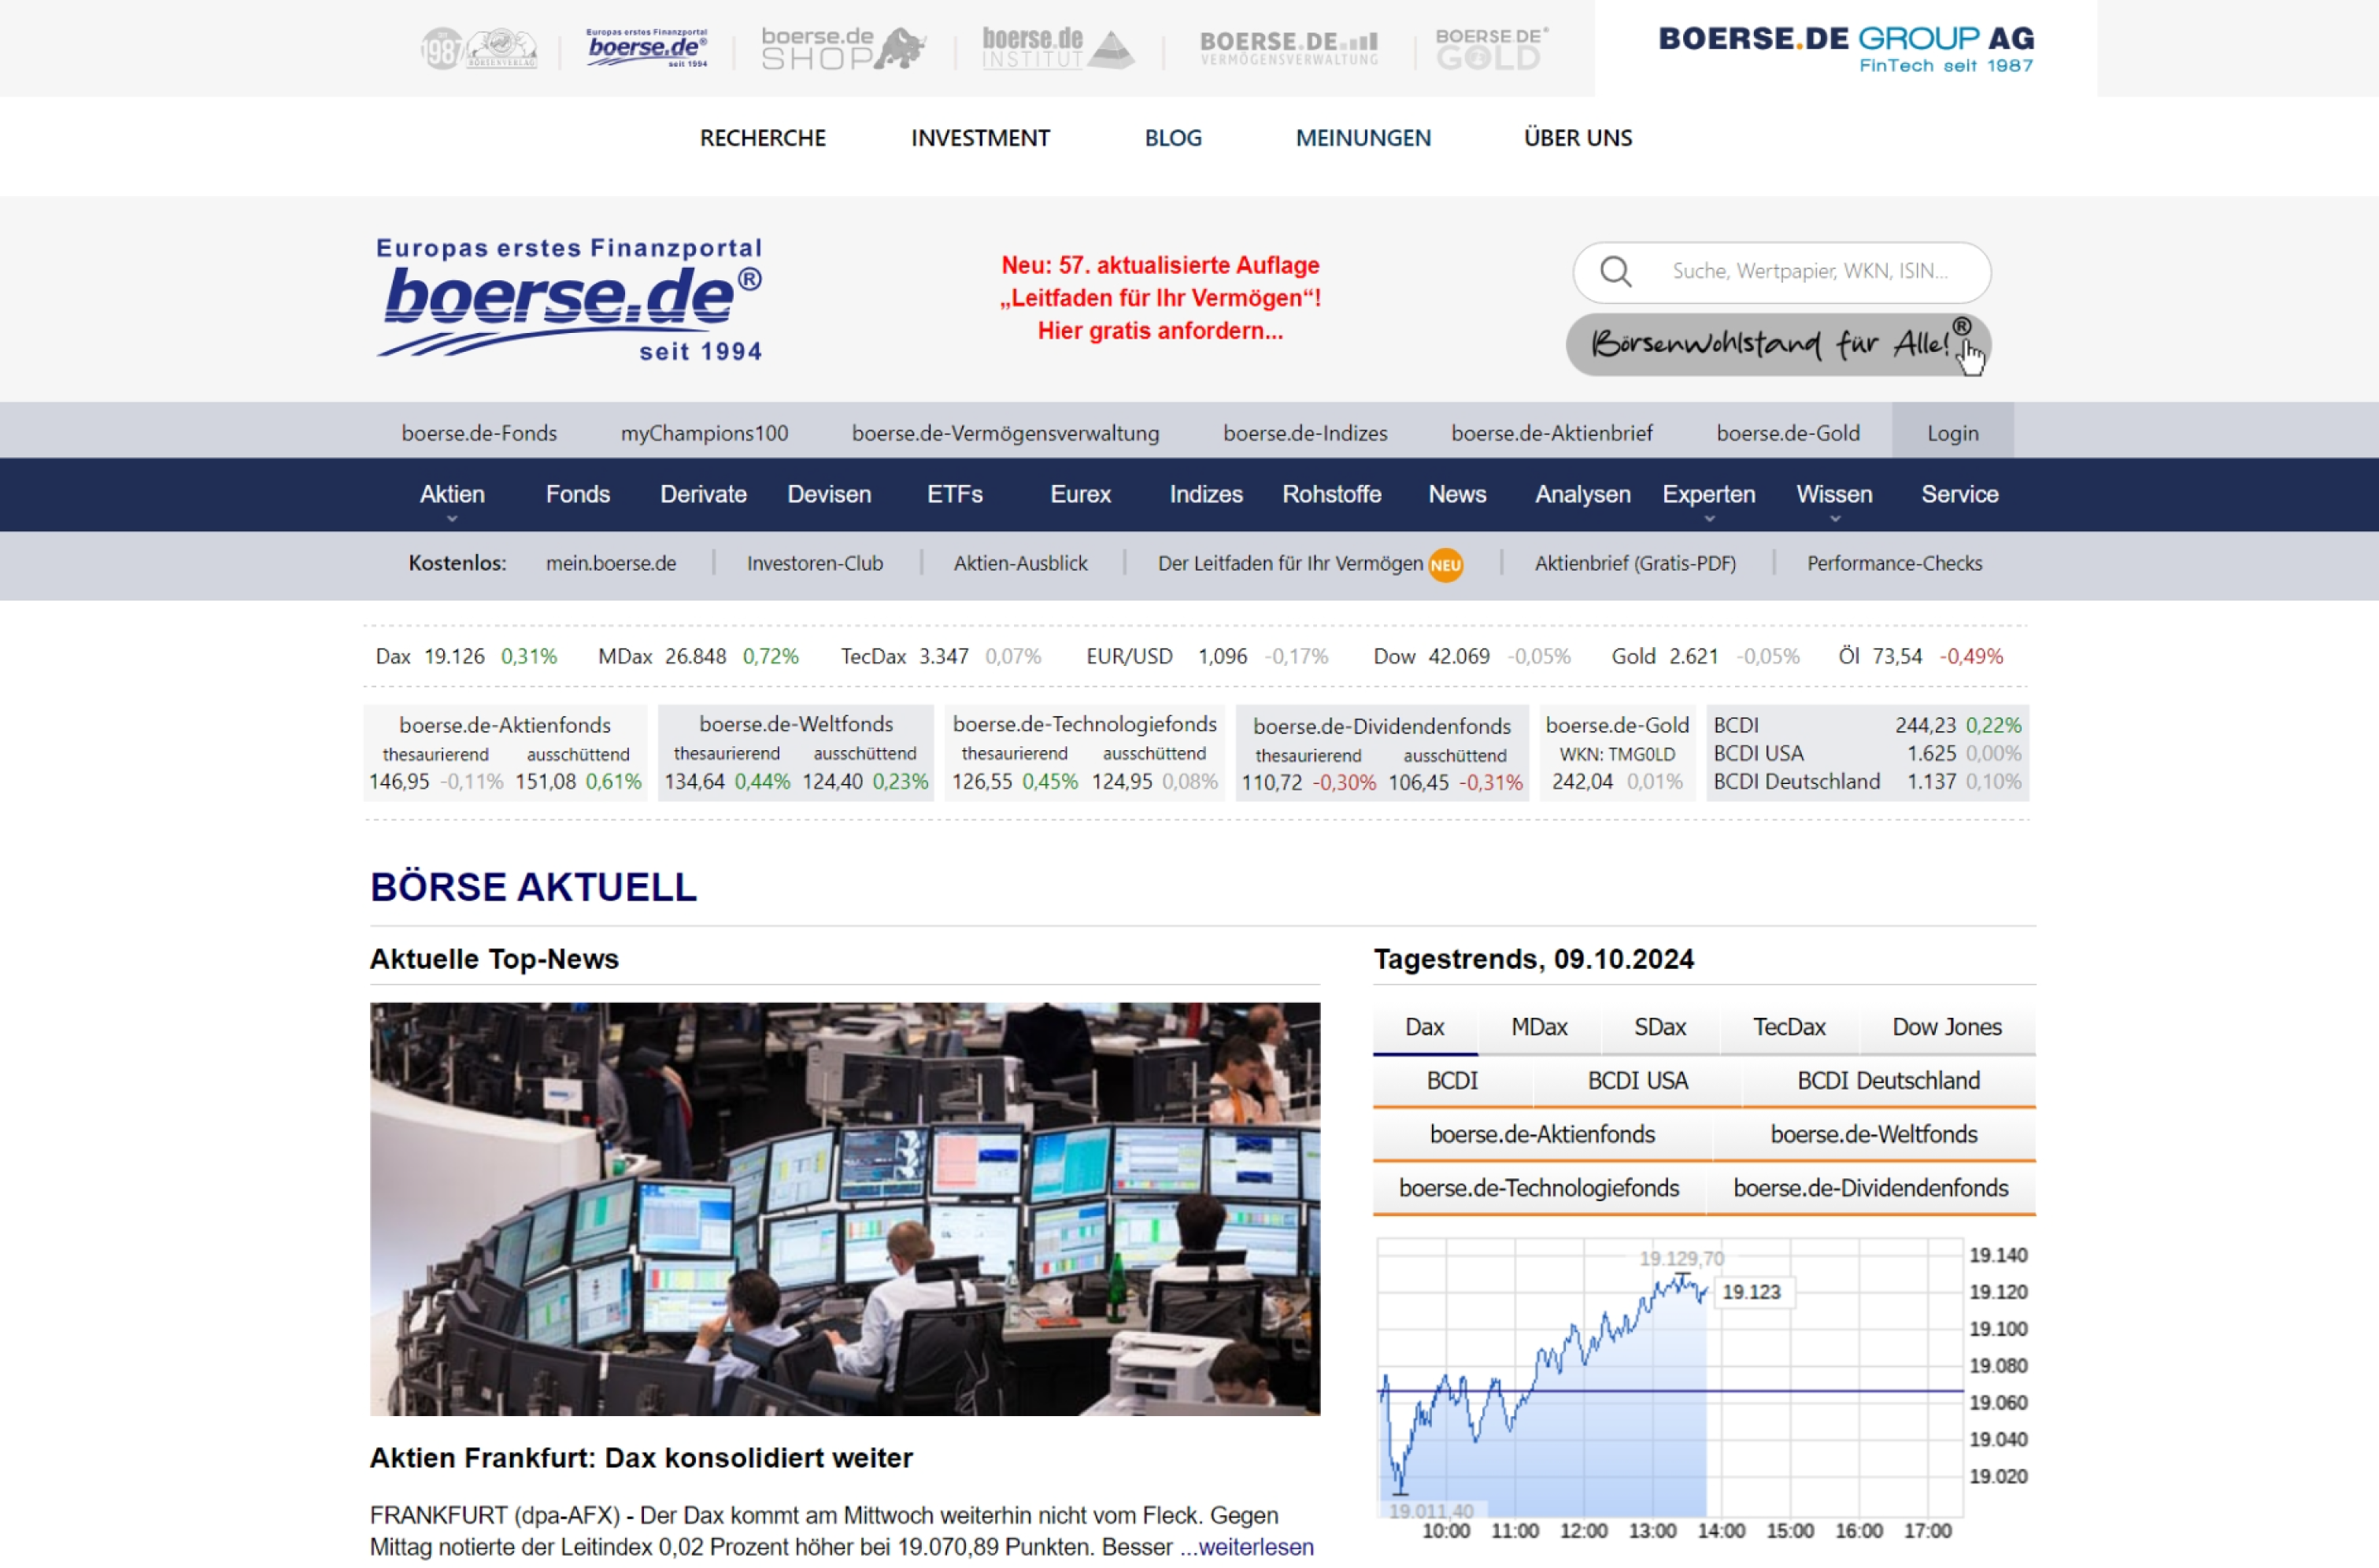 seit 1987 BÖRSENVERLAG
Europas erstes Finanzportal
boerse.de®
seit 1994
boerse.de
SHOP
boerse.de
INSTITUT
BOERSE.DE
VERMÖGENSVERWALTUNG
BOERSE.DE®
GOLD
BOERSE.DE GROUP AG
FinTech seit 1987
RECHERCHE INVESTMENT BLOG MEINUNGEN ÜBER UNS
Europas erstes Finanzportal
boerse.de®
seit 1994
Neu: 57. aktualisierte Auflage
„Leitfaden für Ihr Vermögen“!
Hier gratis anfordern...
Suche, Wertpapier, WKN, ISIN...
Börsenwohlstand für Alle!®
boerse.de-Fonds myChampions100 boerse.de-Vermögensverwaltung boerse.de-Indizes boerse.de-Aktienbrief boerse.de-Gold Login
Aktien Fonds Derivate Devisen ETFs Eurex Indizes Rohstoffe News Analysen Experten Wissen Service
Kostenlos: mein.boerse.de Investoren-Club Aktien-Ausblick Der Leitfaden für Ihr Vermögen NEU Aktienbrief (Gratis-PDF) Performance-Checks
Dax 19.126 0,31% MDax 26.848 0,72% TecDax 3.347 0,07% EUR/USD 1,096 -0,17% Dow 42.069 -0,05% Gold 2.621 -0,05% Öl 73,54 -0,49%
boerse.de-Aktienfonds
thesaurierend ausschüttend
146,95 -0,11% 151,08 0,61%
boerse.de-Weltfonds
thesaurierend ausschüttend
134,64 0,44% 124,40 0,23%
boerse.de-Technologiefonds
thesaurierend ausschüttend
126,55 0,45% 124,95 0,08%
boerse.de-Dividendenfonds
thesaurierend ausschüttend
110,72 -0,30% 106,45 -0,31%
boerse.de-Gold
WKN: TMG0LD
242,04 0,01%
BCDI 244,23 0,22%
BCDI USA 1.625 0,00%
BCDI Deutschland 1.137 0,10%
BÖRSE AKTUELL
Aktuelle Top-News
Aktien Frankfurt: Dax konsolidiert weiter
FRANKFURT (dpa-AFX) - Der Dax kommt am Mittwoch weiterhin nicht vom Fleck. Gegen
Mittag notierte der Leitindex 0,02 Prozent höher bei 19.070,89 Punkten. Besser ...weiterlesen
Tagestrends, 09.10.2024
Dax MDax SDax TecDax Dow Jones
BCDI BCDI USA BCDI Deutschland
boerse.de-Aktienfonds boerse.de-Weltfonds
boerse.de-Technologiefonds boerse.de-Dividendenfonds
19.129,70
19.123
19.011,40
19.140
19.120
19.100
19.080
19.060
19.040
19.020
10:00 11:00 12:00 13:00 14:00 15:00 16:00 17:00